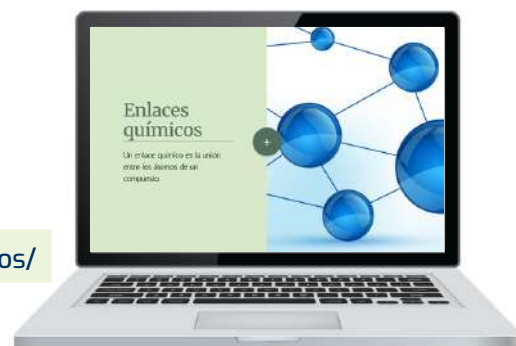 Enlaces
químicos
Un enlace químico es la unión
entre los átomos de un
compuesto.
+
os/